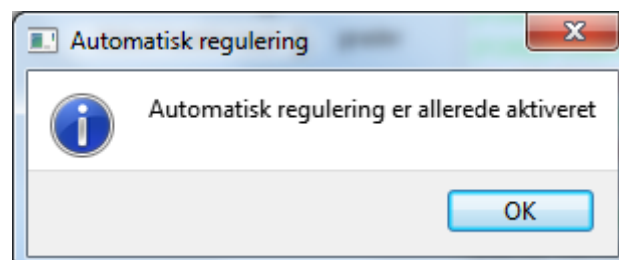 Automatisk regulering
Automatisk regulering er allerede aktiveret
OK